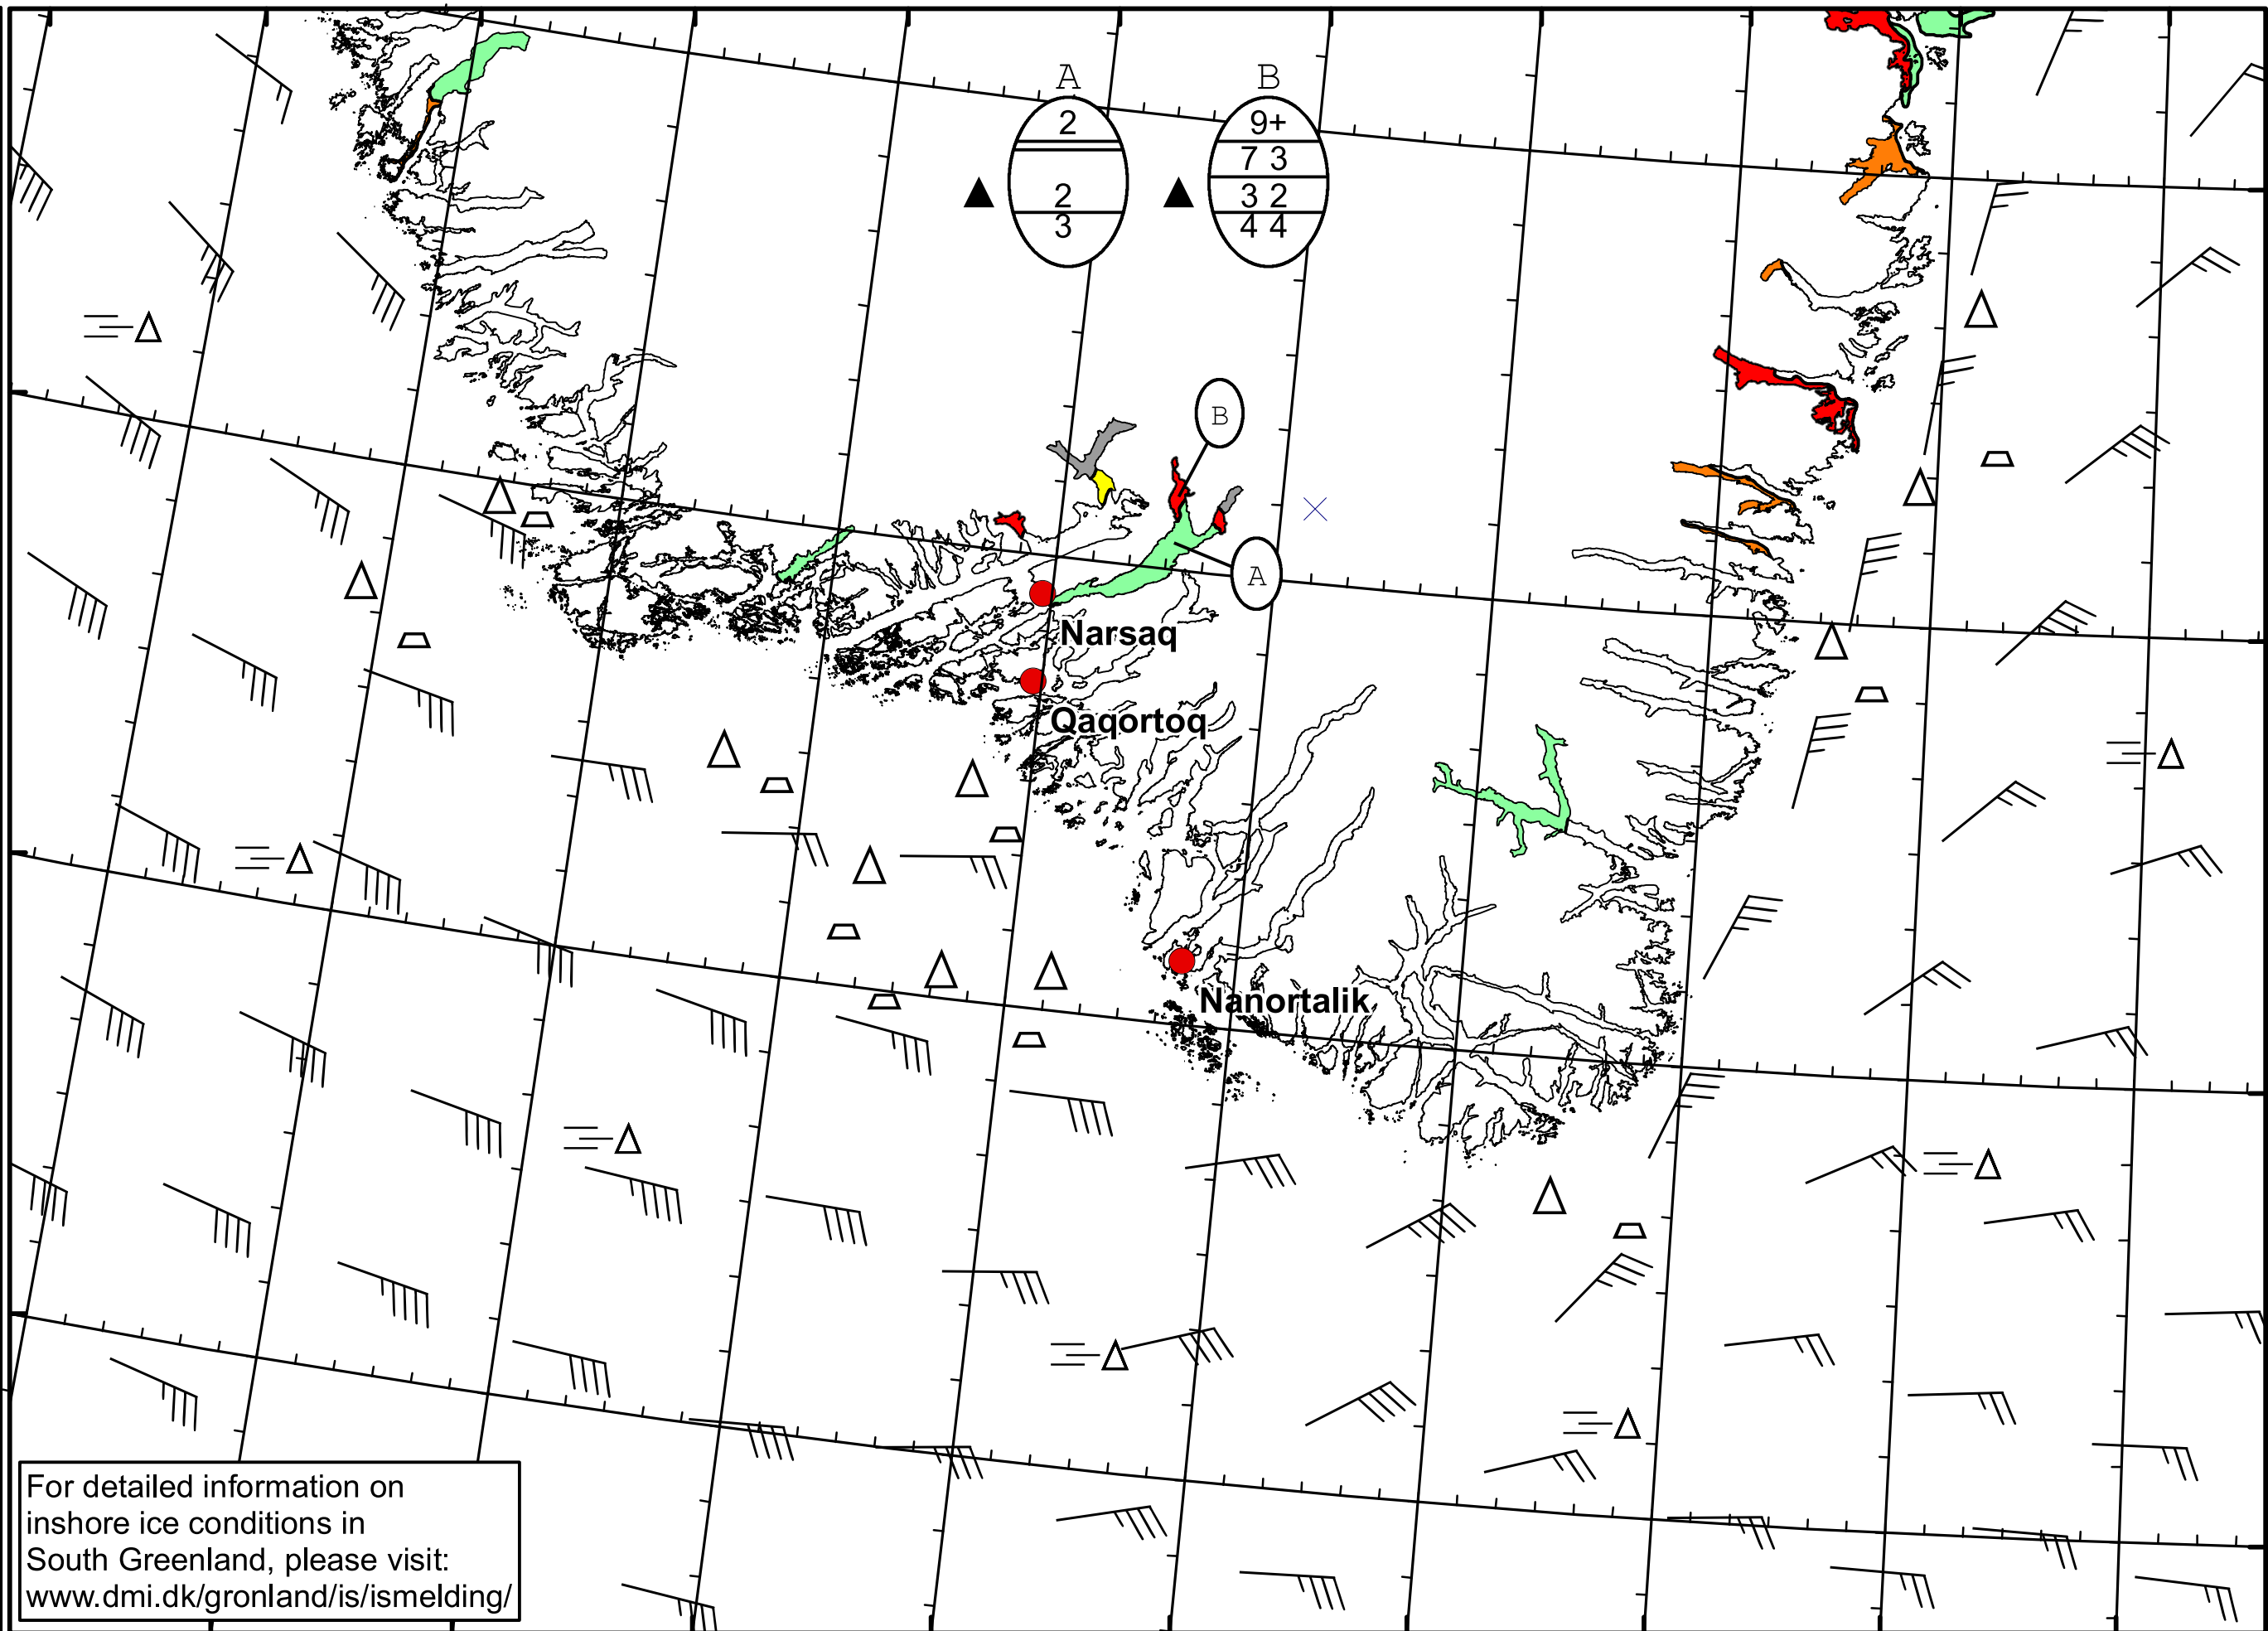 A
B
2
2
3
9+
7 3
3 2
4 4
B
A
Narsaq
Qaqortoq
Nanortalik
For detailed information on
inshore ice conditions in
South Greenland, please visit:
www.dmi.dk/gronland/is/ismelding/